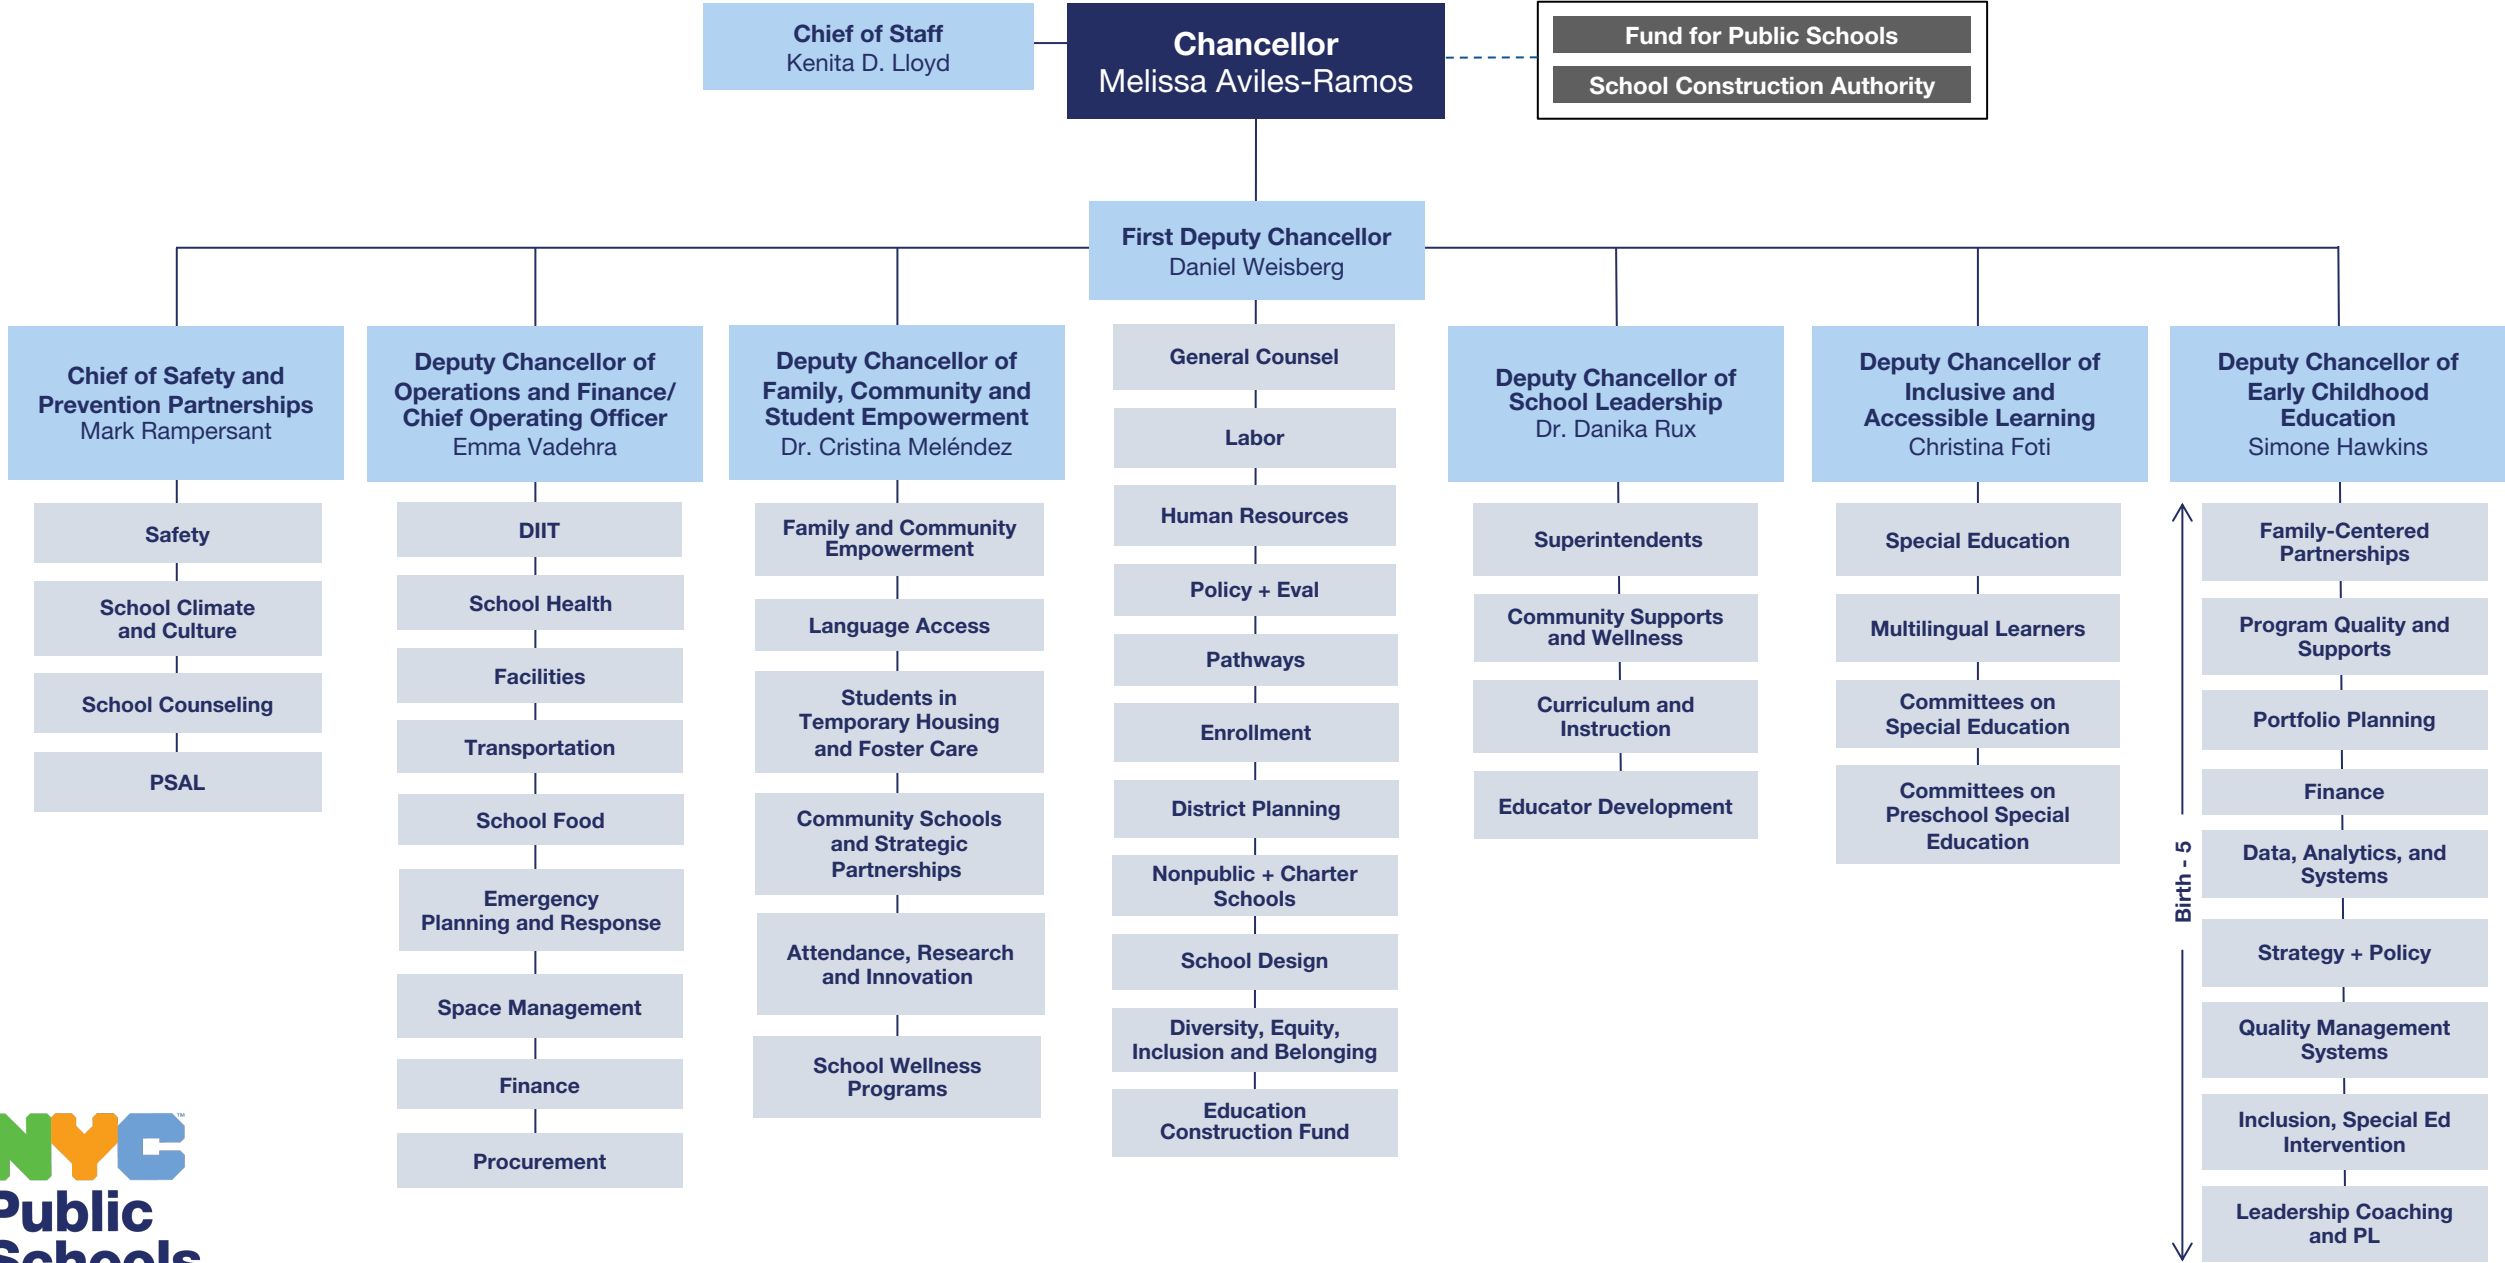 Chief of Staff
Kenita D. Lloyd
Chancellor
Melissa Aviles-Ramos
Fund for Public Schools
School Construction Authority
First Deputy Chancellor
Daniel Weisberg
Chief of Safety and
Prevention Partnerships
Mark Rampersant
Safety
School Climate
and Culture
School Counseling
PSAL
Deputy Chancellor of
Operations and Finance/
Chief Operating Officer
Emma Vadehra
DIIT
School Health
Facilities
Transportation
School Food
Emergency
Planning and Response
Space Management
Finance
Procurement
Deputy Chancellor of
Family, Community and
Student Empowerment
Dr. Cristina Meléndez
Family and Community
Empowerment
Language Access
Students in
Temporary Housing
and Foster Care
Community Schools
and Strategic
Partnerships
Attendance, Research
and Innovation
School Wellness
Programs
General Counsel
Labor
Human Resources
Policy + Eval
Pathways
Enrollment
District Planning
Nonpublic + Charter
Schools
School Design
Diversity, Equity,
Inclusion and Belonging
Education
Construction Fund
Deputy Chancellor of
School Leadership
Dr. Danika Rux
Superintendents
Community Supports
and Wellness
Curriculum and
Instruction
Educator Development
Deputy Chancellor of
Inclusive and
Accessible Learning
Christina Foti
Special Education
Multilingual Learners
Committees on
Special Education
Committees on
Preschool Special
Education
Deputy Chancellor of
Early Childhood
Education
Simone Hawkins
Birth - 5
Family-Centered
Partnerships
Program Quality and
Supports
Portfolio Planning
Finance
Data, Analytics, and
Systems
Strategy + Policy
Quality Management
Systems
Inclusion, Special Ed
Intervention
Leadership Coaching
and PL
NYC™
Public
Schools